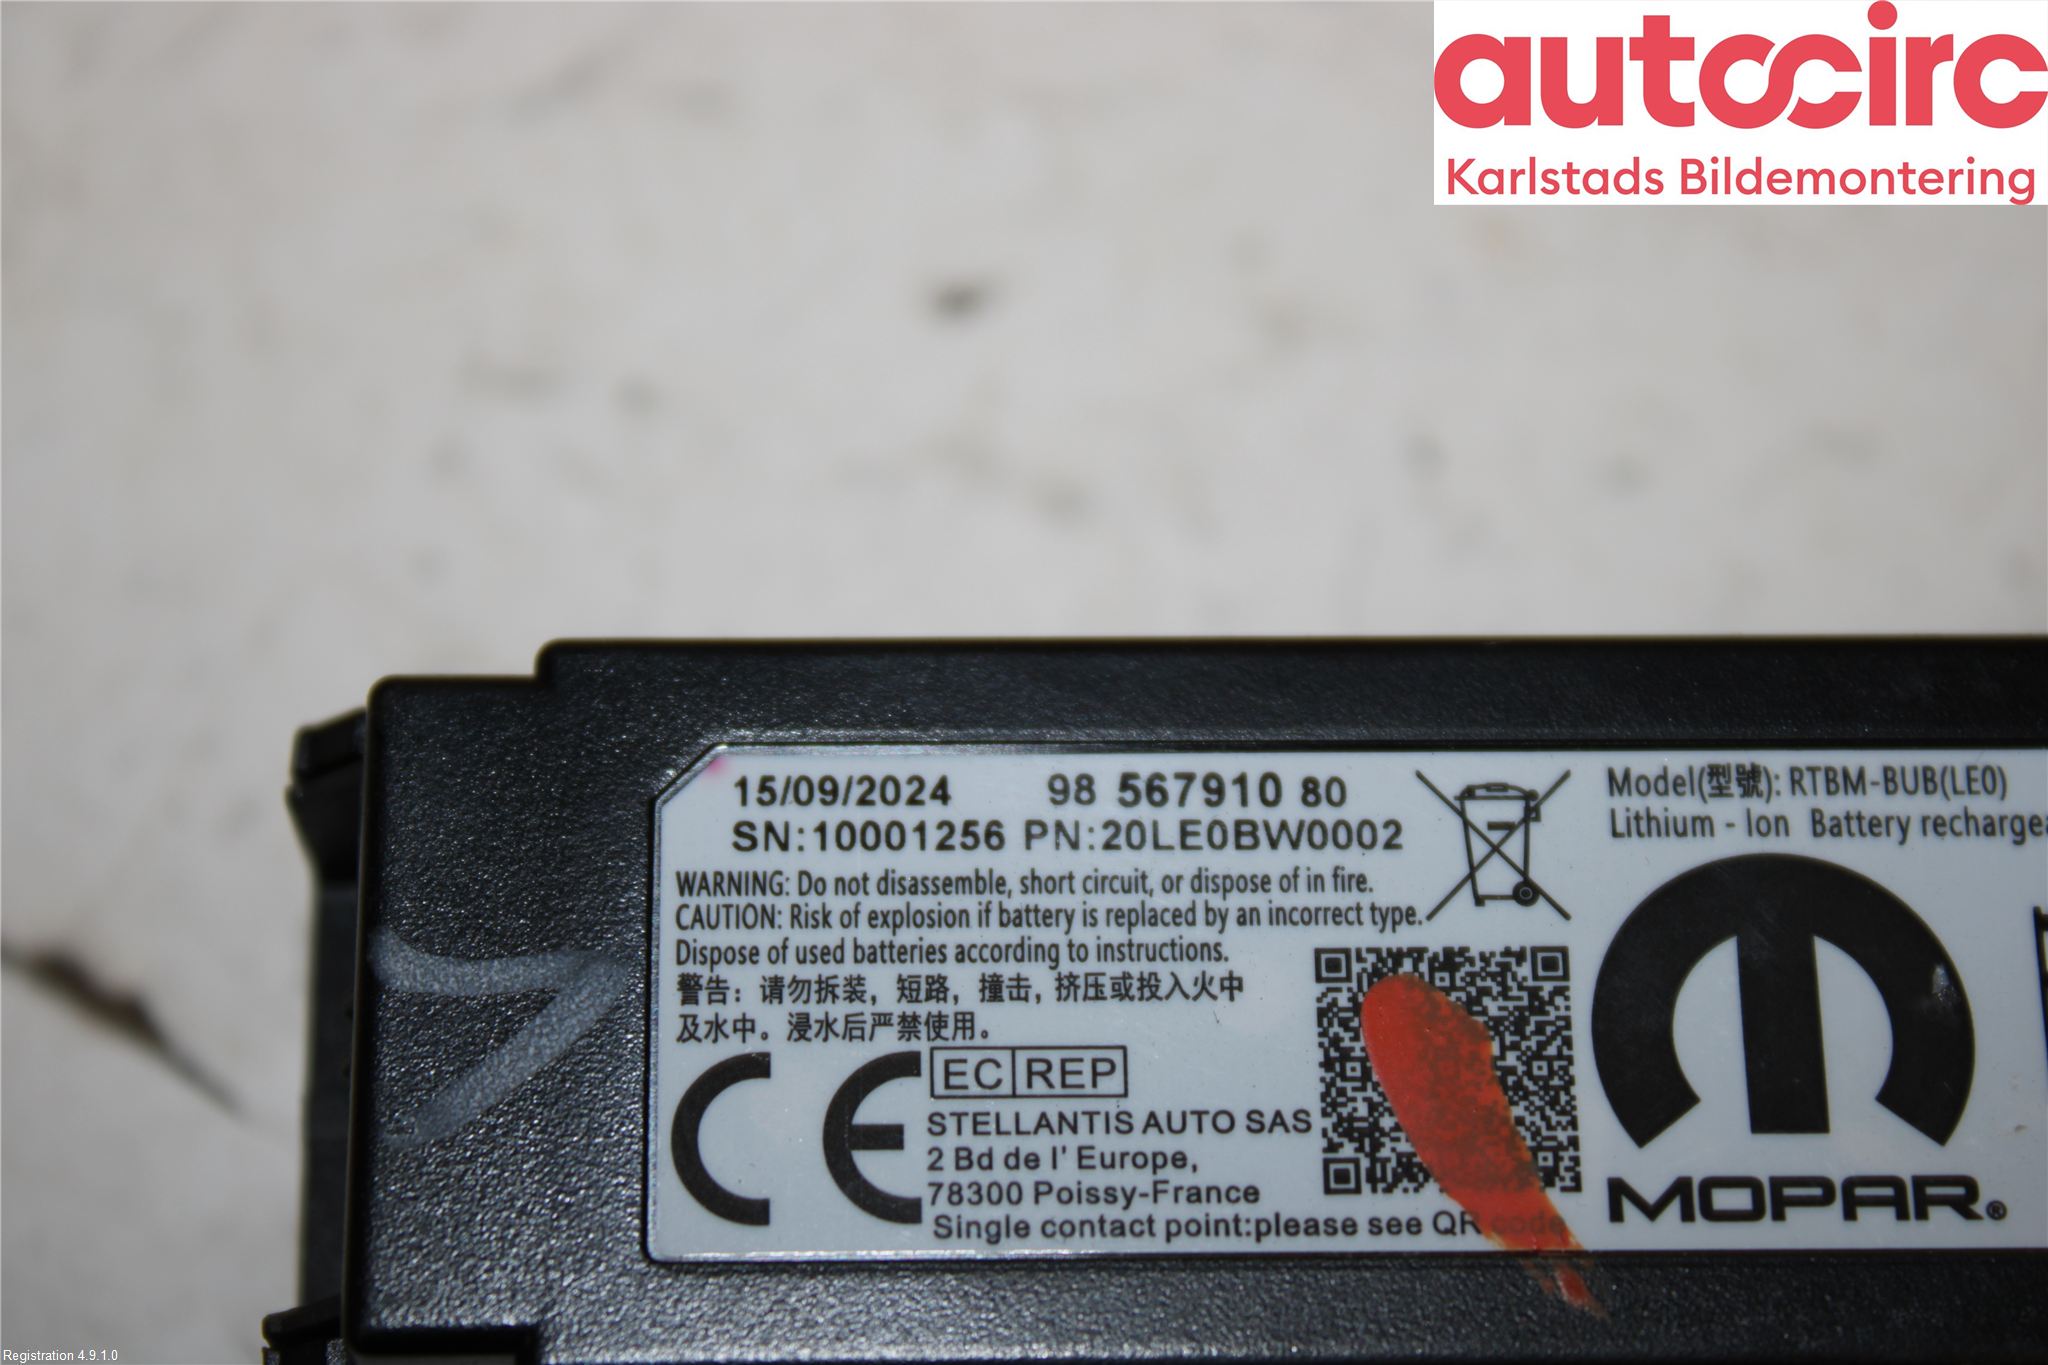 autocirc
Karlstads Bildemontering
15/09/2024 98 567910 80
SN:10001256 PN:20LE0BW0002
WARNING: Do not disassemble, short circuit, or dispose of in fire.
CAUTION: Risk of explosion if battery is replaced by an incorrect type.
Dispose of used batteries according to instructions.
警告：请勿拆装，短路，撞击，挤压或投入火中
及水中。浸水后严禁使用。
CE
EC REP
STELLANTIS AUTO SAS
2 Bd de l' Europe,
78300 Poissy-France
Single contact point:please see QR code
Model(型號): RTBM-BUB(LE0)
Lithium - Ion Battery
MOPAR®
Registration 4.9.1.0